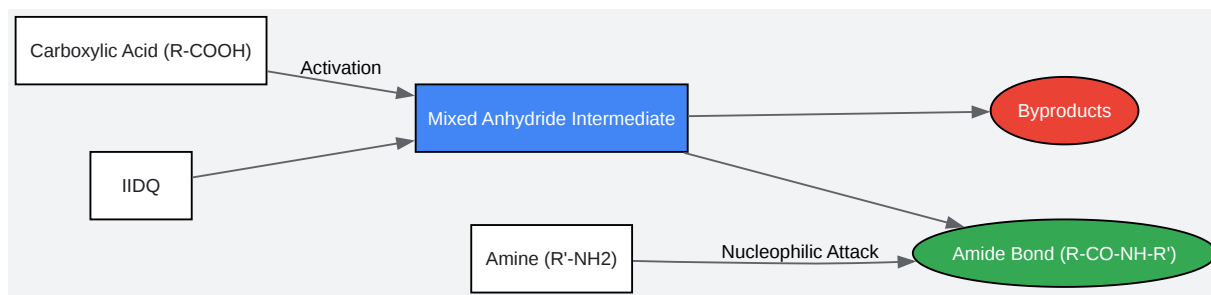 Carboxylic Acid (R-COOH)
Activation
Mixed Anhydride Intermediate
Byproducts
IIDQ
Amine (R'-NH2)
Nucleophilic Attack
Amide Bond (R-CO-NH-R')